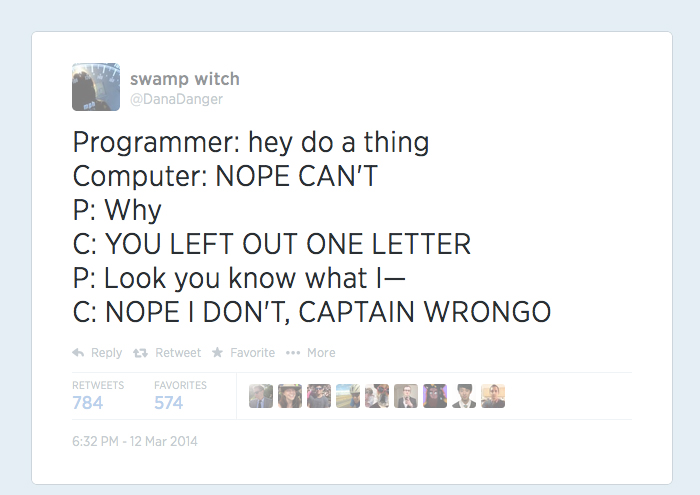 swamp witch
@DanaDanger
Programmer: hey do a thing
Computer: NOPE CAN'T
P: Why
C: YOU LEFT OUT ONE LETTER
P: Look you know what I—
C: NOPE I DON'T, CAPTAIN WRONGO
Reply Retweet Favorite More
RETWEETS FAVORITES
784 574
6:32 PM - 12 Mar 2014